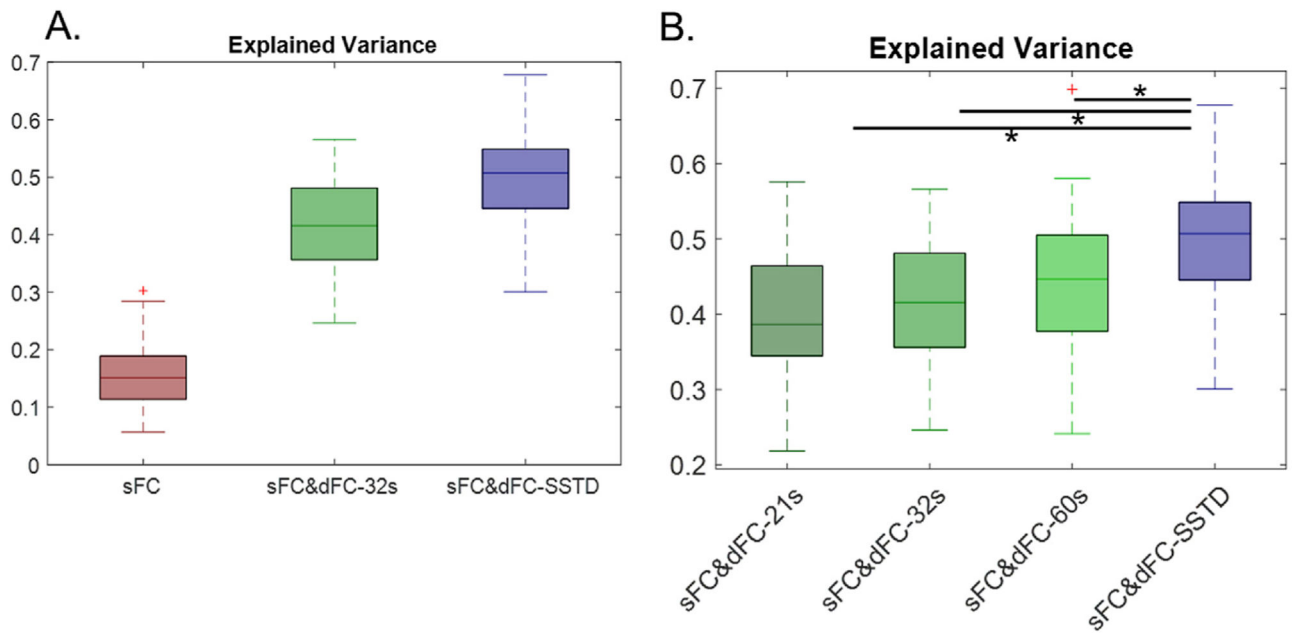 A.
Explained Variance
0.7
0.6
0.5
0.4
0.3
0.2
0.1
0
sFC
sFC&dFC-32s
sFC&dFC-SSTD
B.
Explained Variance
0.7
0.6
0.5
0.4
0.3
0.2
*
*
*
sFC&dFC-21s
sFC&dFC-32s
sFC&dFC-60s
sFC&dFC-SSTD